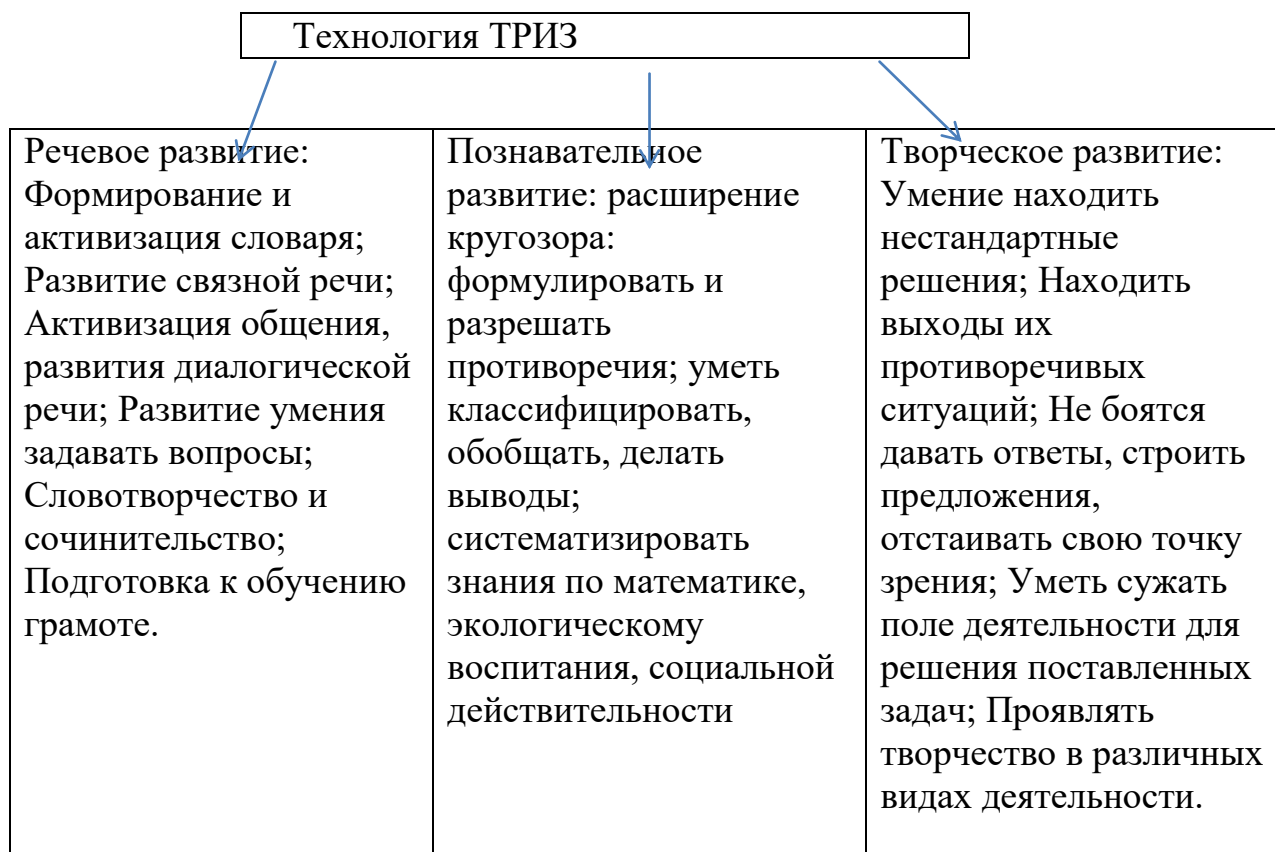 Технология ТРИЗ
Речевое развитие:
Формирование и
активизация словаря;
Развитие связной речи;
Активизация общения,
развития диалогической
речи; Развитие умения
задавать вопросы;
Словотворчество и
сочинительство;
Подготовка к обучению
грамоте.
Познавательное
развитие: расширение
кругозора:
формулировать и
разрешать
противоречия; уметь
классифицировать,
обобщать, делать
выводы;
систематизировать
знания по математике,
экологическому
воспитания, социальной
действительности
Творческое развитие:
Умение находить
нестандартные
решения; Находить
выходы их
противоречивых
ситуаций; Не боятся
давать ответы, строить
предложения,
отстаивать свою точку
зрения; Уметь сужать
поле деятельности для
решения поставленных
задач; Проявлять
творчество в различных
видах деятельности.